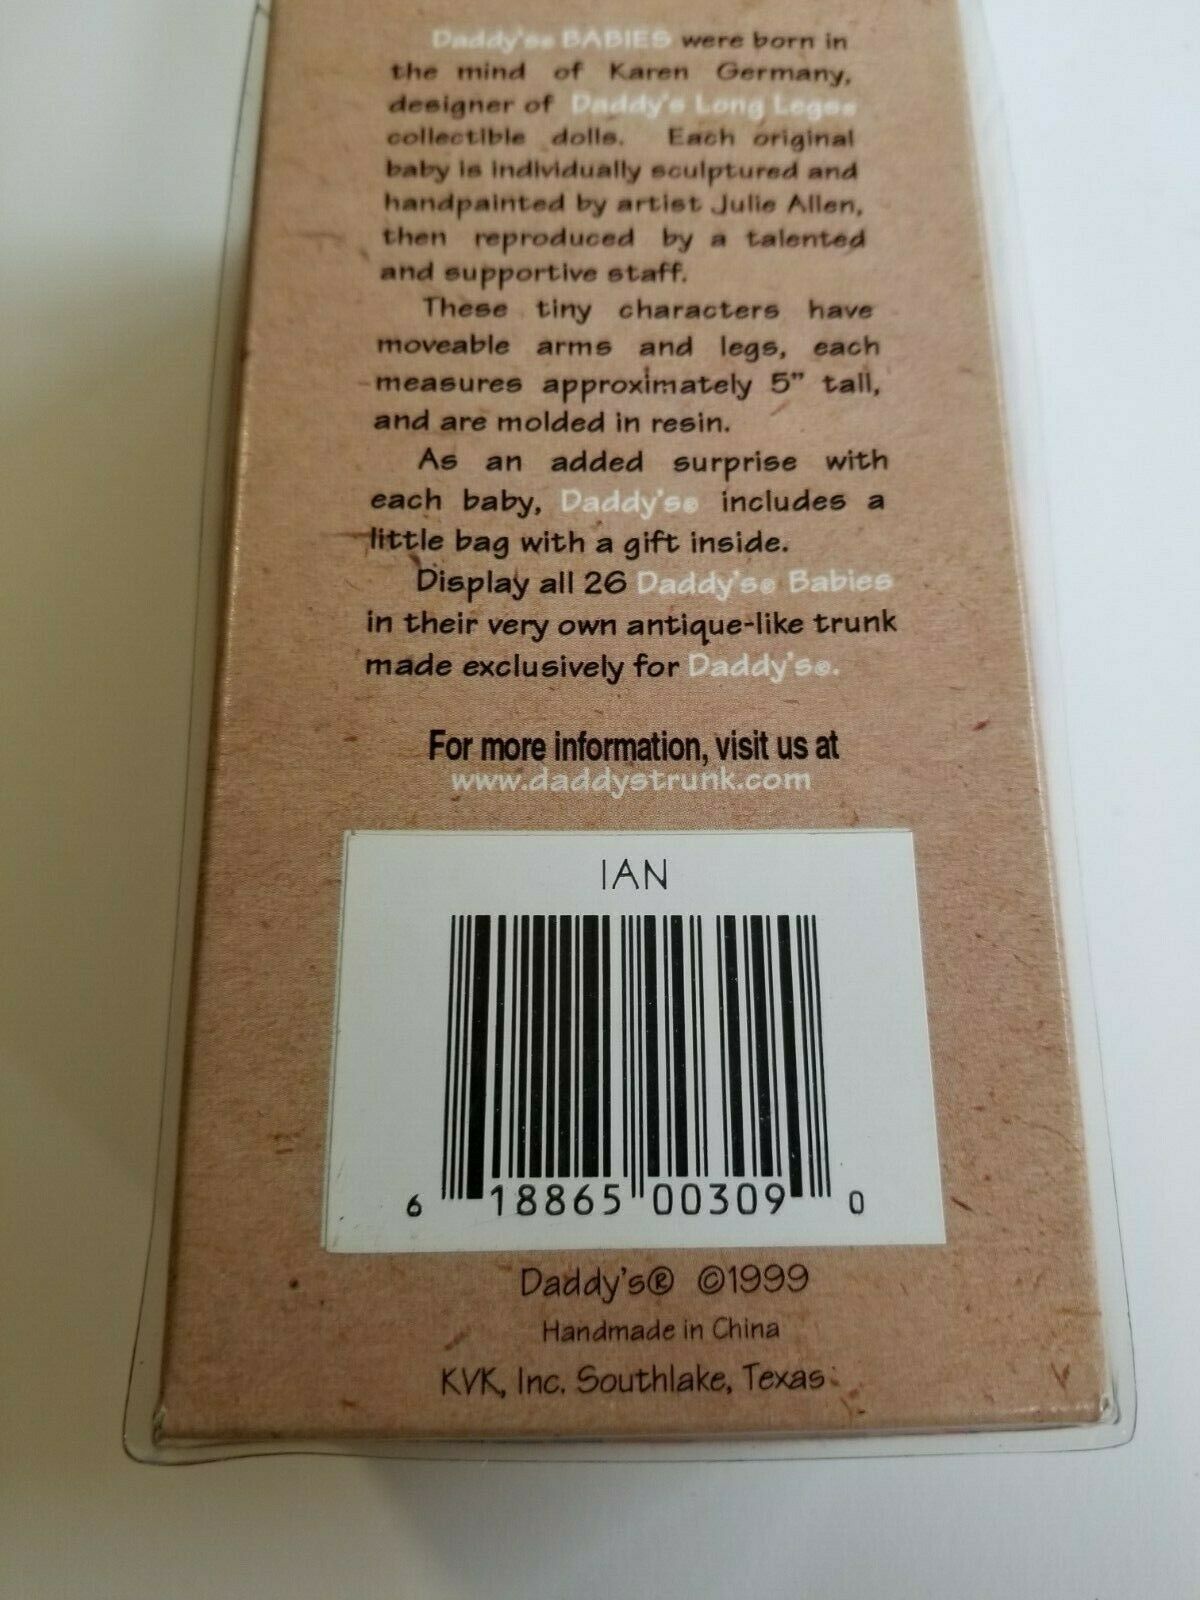 Daddy's® BABIES were born in
the mind of Karen Germany,
designer of Daddy's Long Legs®
collectible dolls. Each original
baby is individually sculptured and
handpainted by artist Julie Allen,
then reproduced by a talented
and supportive staff.
These tiny characters have
moveable arms and legs, each
measures approximately 5" tall,
and are molded in resin.
As an added surprise with
each baby, Daddy's® includes a
little bag with a gift inside.
Display all 26 Daddy's® Babies
in their very own antique-like trunk
made exclusively for Daddy's®.
For more information, visit us at
www.daddystrunk.com
IAN
6 18865 00309 0
Daddy's® ©1999
Handmade in China
KVK, Inc. Southlake, Texas